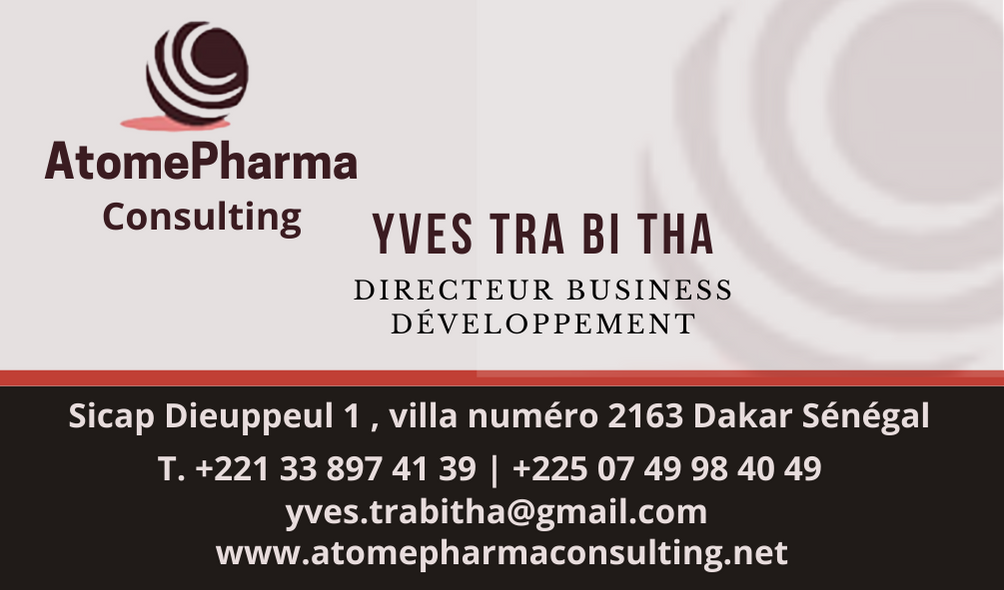 AtomePharma
Consulting
YVES TRA BI THA
DIRECTEUR BUSINESS
DÉVELOPPEMENT
Sicap Dieuppeul 1 , villa numéro 2163 Dakar Sénégal
T. +221 33 897 41 39 | +225 07 49 98 40 49
yves.trabitha@gmail.com
www.atomepharmaconsulting.net